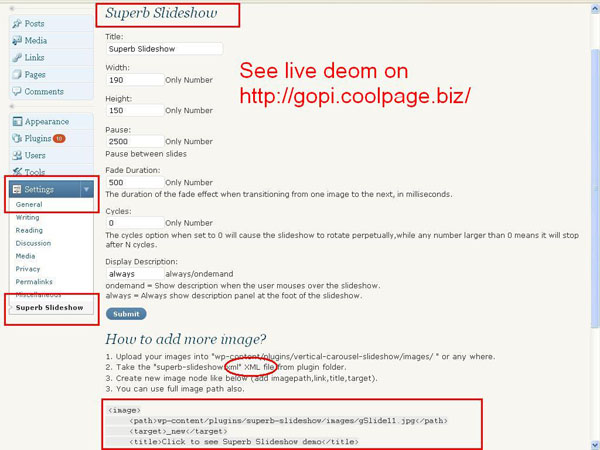 Superb Slideshow
Posts
Media
Links
Pages
Comments
Appearance
Plugins 10
Users
Tools
Settings
General
Writing
Reading
Discussion
Media
Privacy
Permalinks
Miscellaneous
Superb Slideshow
Title:
Superb Slideshow
Width:
190 Only Number
Height:
150 Only Number
Pause:
2500 Only Number
Pause between slides
Fade Duration:
500 Only Number
The duration of the fade effect when transitioning from one image to the next, in milliseconds.
Cycles:
0 Only Number
The cycles option when set to 0 will cause the slideshow to rotate perpetually,while any number larger than 0 means it will stop
after N cycles.
Display Description:
always always/ondemand
ondemand = Show description when the user mouses over the slideshow.
always = Always show description panel at the foot of the slideshow.
Submit
See live deom on
http://gopi.coolpage.biz/
How to add more image?
1. Upload your images into "wp-content/plugins/vertical-carousel-slideshow/images/ " or any where.
2. Take the "superb-slideshow.xml" XML file from plugin folder.
3. Create new image node like below (add imagepath,link,title,target).
3. You can use full image path also.
<image>
<path>wp-content/plugins/superb-slideshow/images/gSlide11.jpg</path>
<target>_new</target>
<title>Click to see Superb Slideshow demo</title>